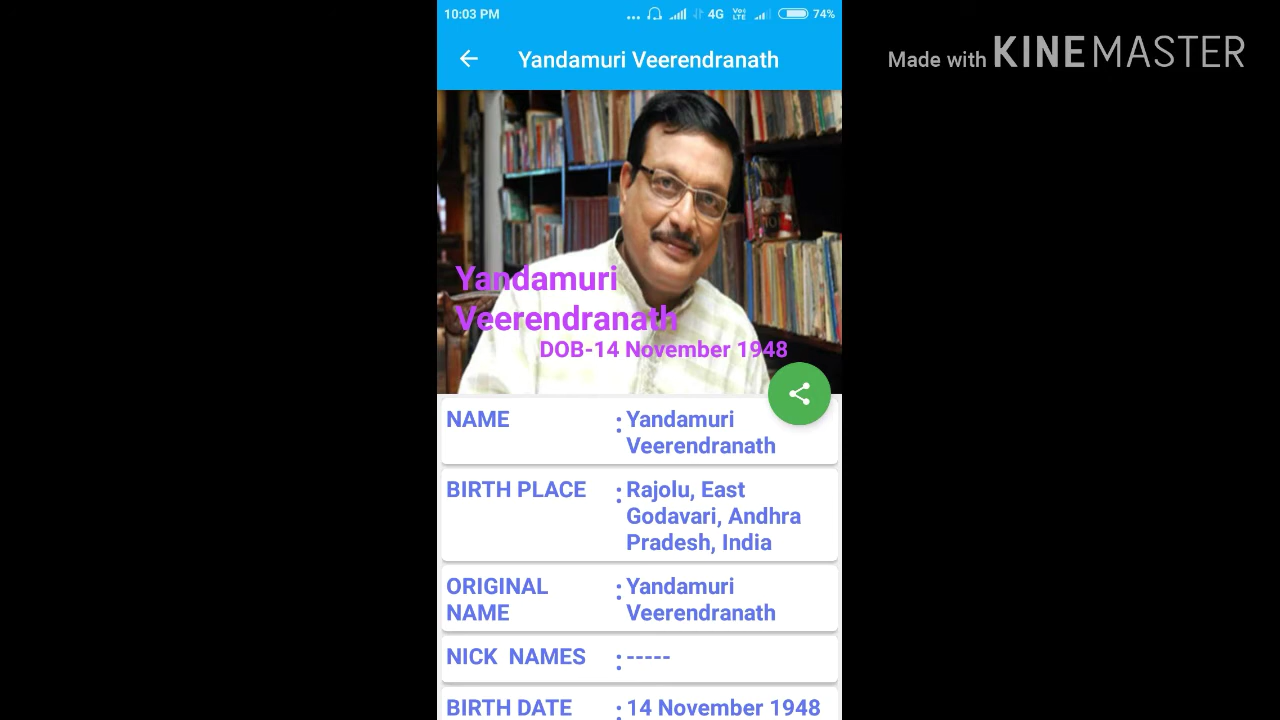 10:03 PM ... 4G Vo LTE 74%
Yandamuri Veerendranath
Made with KINEMASTER
Yandamuri
Veerendranath
DOB-14 November 1948
NAME : Yandamuri
Veerendranath
BIRTH PLACE : Rajolu, East
Godavari, Andhra
Pradesh, India
ORIGINAL : Yandamuri
NAME Veerendranath
NICK NAMES : -----
BIRTH DATE : 14 November 1948